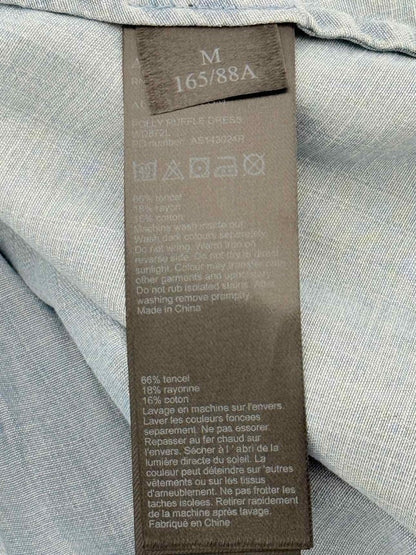 M
165/88A
POLLY RUFFLE DRESS
WD872L
PD number: ASY43024R
66% tencel
18% rayon
16% cotton
Machine wash inside out
Wash dark colours separately.
Do not wring. Warm iron on
reverse side. Do not dry in direct
sunlight. Colour may transfer onto
other garments and upholstery.
Do not rub isolated stains. After
washing remove promptly.
Made in China
66% tencel
18% rayonne
16% coton
Lavage en machine sur l'envers.
Laver les couleurs foncées
separement. Ne pas essorer.
Repasser au fer chaud sur
l'envers. Sécher à l' abri de la
lumière directe du soleil. La
couleur peut déteindre sur 'autres
vêtements ou sur les tissus
d'ameublement. Ne pas frotter les
taches isolées. Retirer rapidement
de la machine après lavage.
Fabriqué en Chine